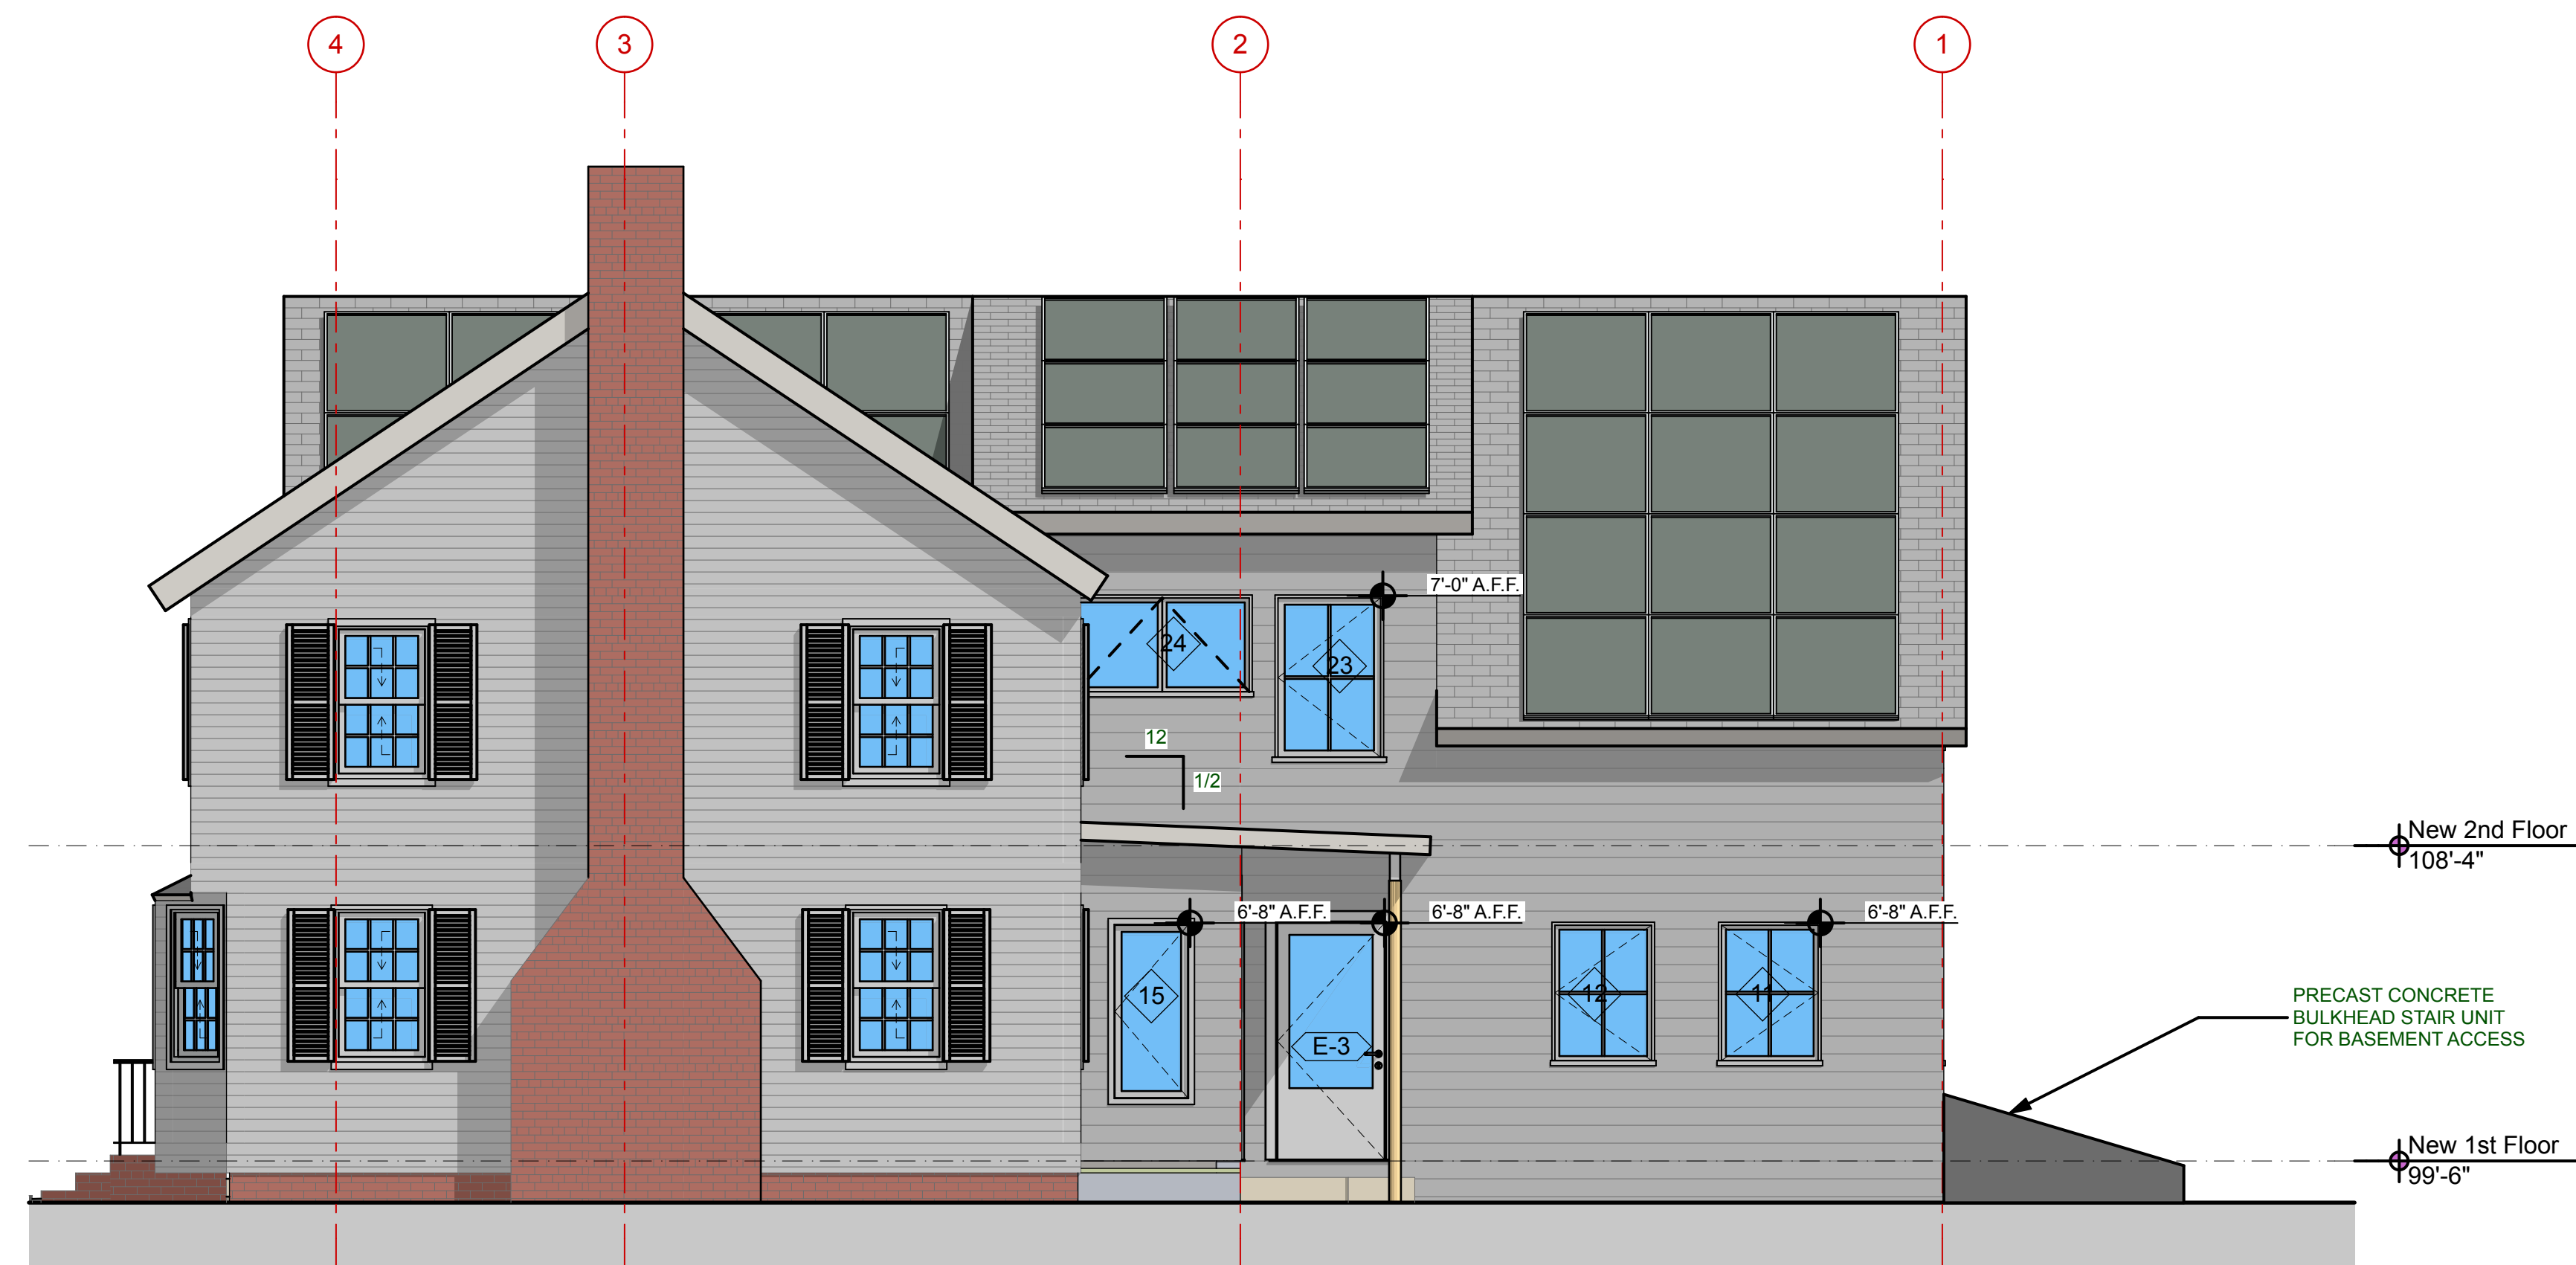 4
3
2
1
7'-0" A.F.F.
24
23
12
1/2
New 2nd Floor
108'-4"
6'-8" A.F.F.
6'-8" A.F.F.
6'-8" A.F.F.
15
12
11
E-3
PRECAST CONCRETE
BULKHEAD STAIR UNIT
FOR BASEMENT ACCESS
New 1st Floor
99'-6"